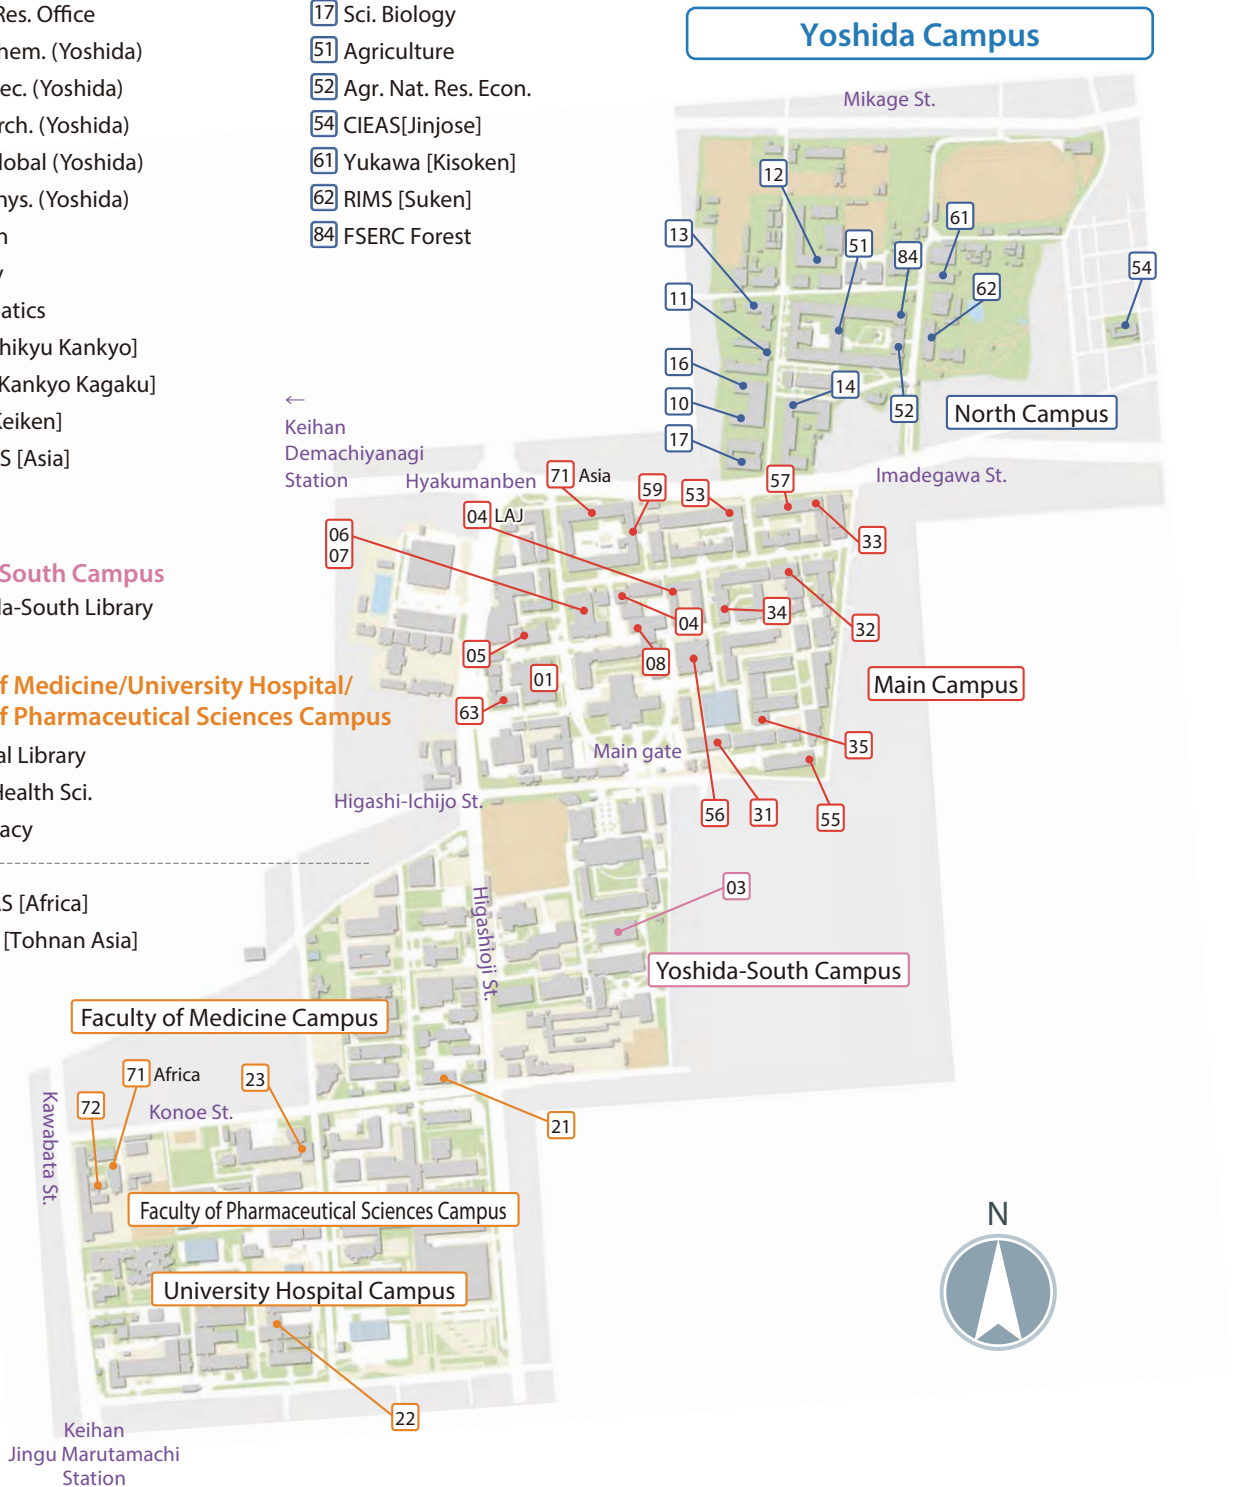 Res. Office
hem. (Yoshida)
ec. (Yoshida)
rch. (Yoshida)
lobal (Yoshida)
hys. (Yoshida)
n
y
atics
hikyu Kankyo]
Kankyo Kagaku]
Keiken]
S [Asia]
South Campus
la-South Library
f Medicine/University Hospital/
f Pharmaceutical Sciences Campus
al Library
Health Sci.
acy
AS [Africa]
[Tohnan Asia]
17 Sci. Biology
51 Agriculture
52 Agr. Nat. Res. Econ.
54 CIEAS[Jinjose]
61 Yukawa [Kisoken]
62 RIMS [Suken]
84 FSERC Forest
Yoshida Campus
Mikage St.
12
61
13
51
84
54
11
62
16
14
10
52
North Campus
17
←
Keihan
Demachiyanagi
Station
Hyakumanben
Imadegawa St.
71 Asia
59
53
57
04 LAJ
33
06
07
34
04
32
05
08
01
Main Campus
63
35
Main gate
Higashi-Ichijo St.
56
31
55
03
Higashioji St.
Yoshida-South Campus
Faculty of Medicine Campus
71 Africa
23
72
Konoe St.
21
Kawabata St.
Faculty of Pharmaceutical Sciences Campus
N
University Hospital Campus
22
Keihan
Jingu Marutamachi
Station